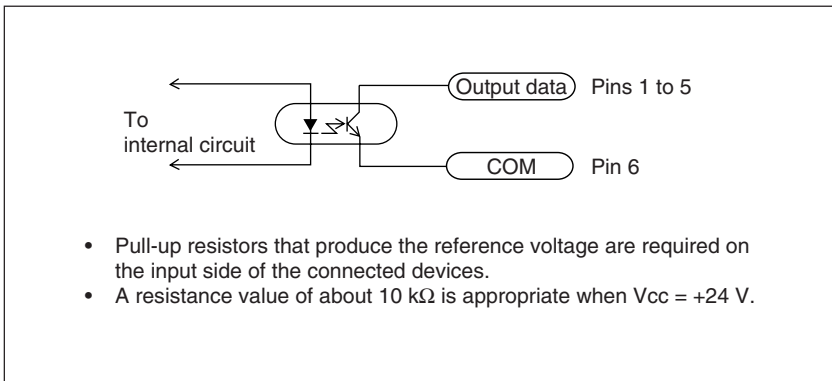 Output data Pins 1 to 5
To
internal circuit
COM Pin 6
• Pull-up resistors that produce the reference voltage are required on
the input side of the connected devices.
• A resistance value of about 10 kΩ is appropriate when Vcc = +24 V.